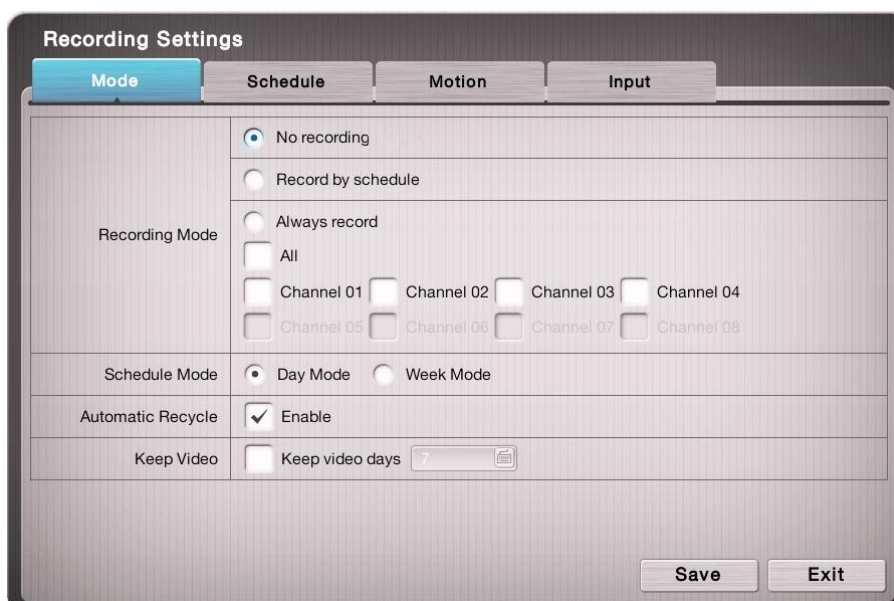 Recording Settings
Mode Schedule Motion Input
No recording
Record by schedule
Recording Mode
Always record
All
Channel 01 Channel 02 Channel 03 Channel 04
Channel 05 Channel 06 Channel 07 Channel 08
Schedule Mode Day Mode Week Mode
Automatic Recycle Enable
Keep Video Keep video days 7
Save Exit